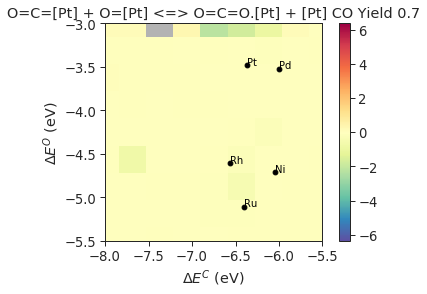 O=C=[Pt] + O=[Pt] <=> O=C=O.[Pt] + [Pt] CO Yield 0.7
-3.0
-3.5
-4.0
-4.5
-5.0
-5.5
ΔE^O (eV)
Pt
Pd
Rh
Ni
Ru
-8.0 -7.5 -7.0 -6.5 -6.0 -5.5
ΔE^C (eV)
6
4
2
0
−2
−4
−6